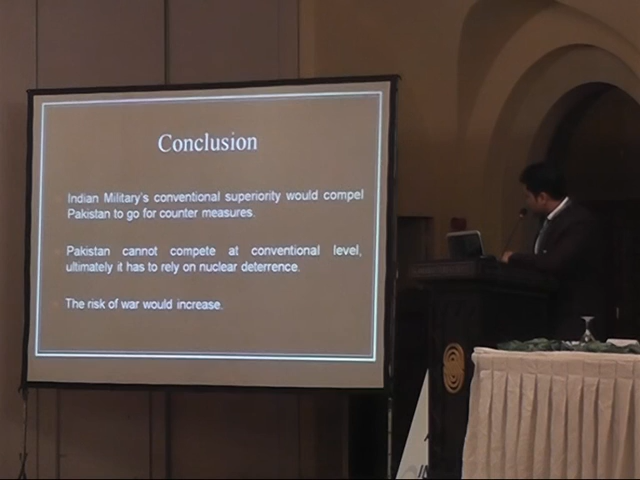 Conclusion
Indian Military's conventional superiority would compel
Pakistan to go for counter measures.
Pakistan cannot compete at conventional level,
ultimately it has to rely on nuclear deterrence.
The risk of war would increase.